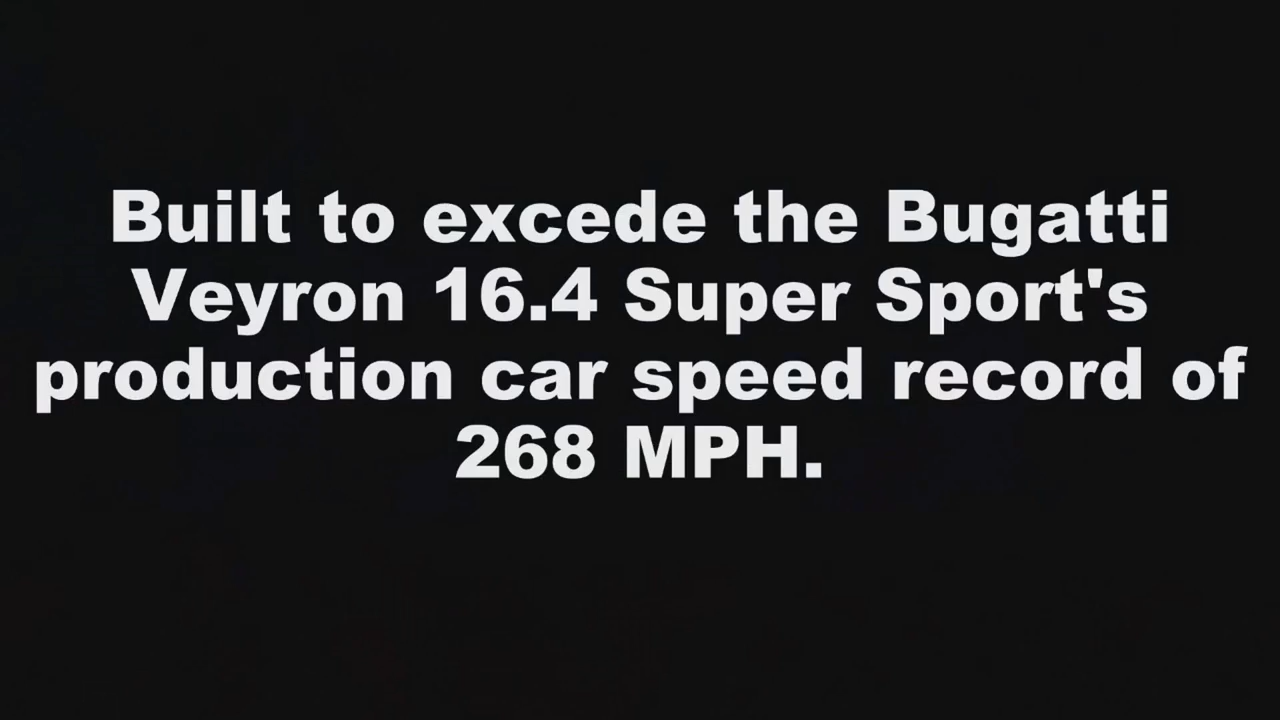 Built to excede the Bugatti
Veyron 16.4 Super Sport's
production car speed record of
268 MPH.